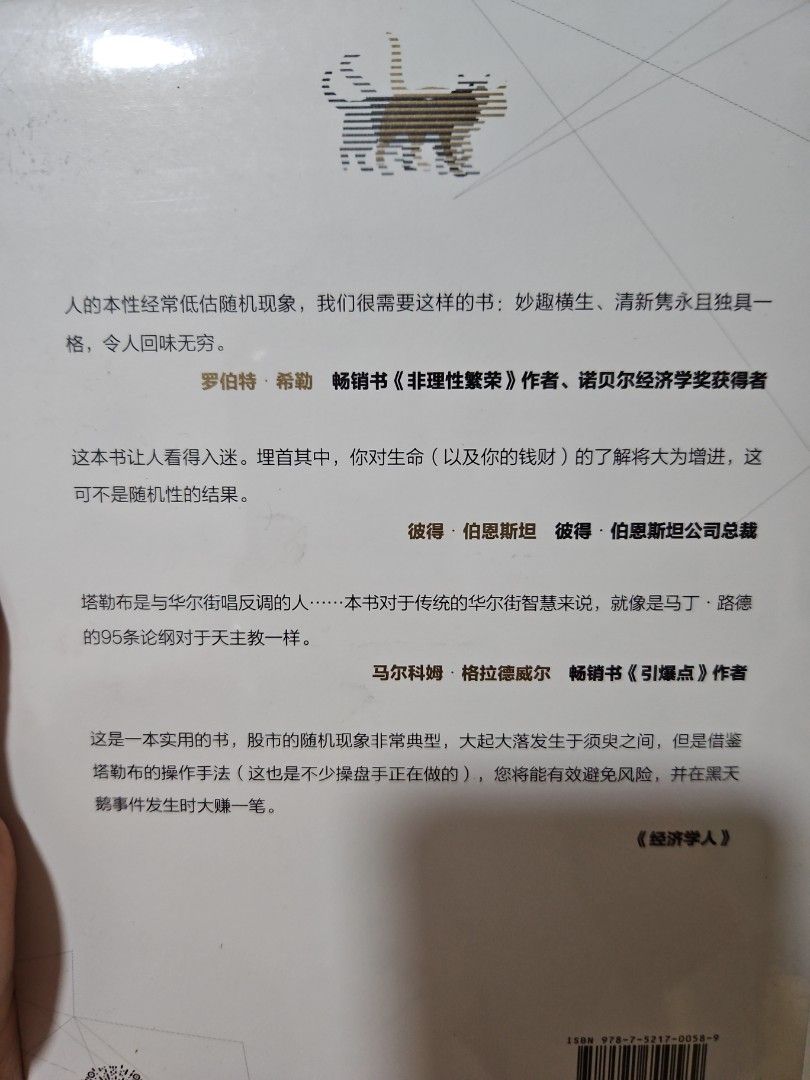 人的本性经常低估随机现象，我们很需要这样的书：妙趣横生、清新隽永且独具一
格，令人回味无穷。
罗伯特·希勒 畅销书《非理性繁荣》作者、诺贝尔经济学奖获得者
这本书让人看得入迷。埋首其中，你对生命（以及你的钱财）的了解将大为增进，这
可不是随机性的结果。
彼得·伯恩斯坦 彼得·伯恩斯坦公司总裁
塔勒布是与华尔街唱反调的人……本书对于传统的华尔街智慧来说，就像是马丁·路德
的95条论纲对于天主教一样。
马尔科姆·格拉德威尔 畅销书《引爆点》作者
这是一本实用的书，股市的随机现象非常典型，大起大落发生于须臾之间，但是借鉴
塔勒布的操作手法（这也是不少操盘手正在做的），您将能有效避免风险，并在黑天
鹅事件发生时大赚一笔。
《经济学人》
ISBN 978-7-5217-0058-9